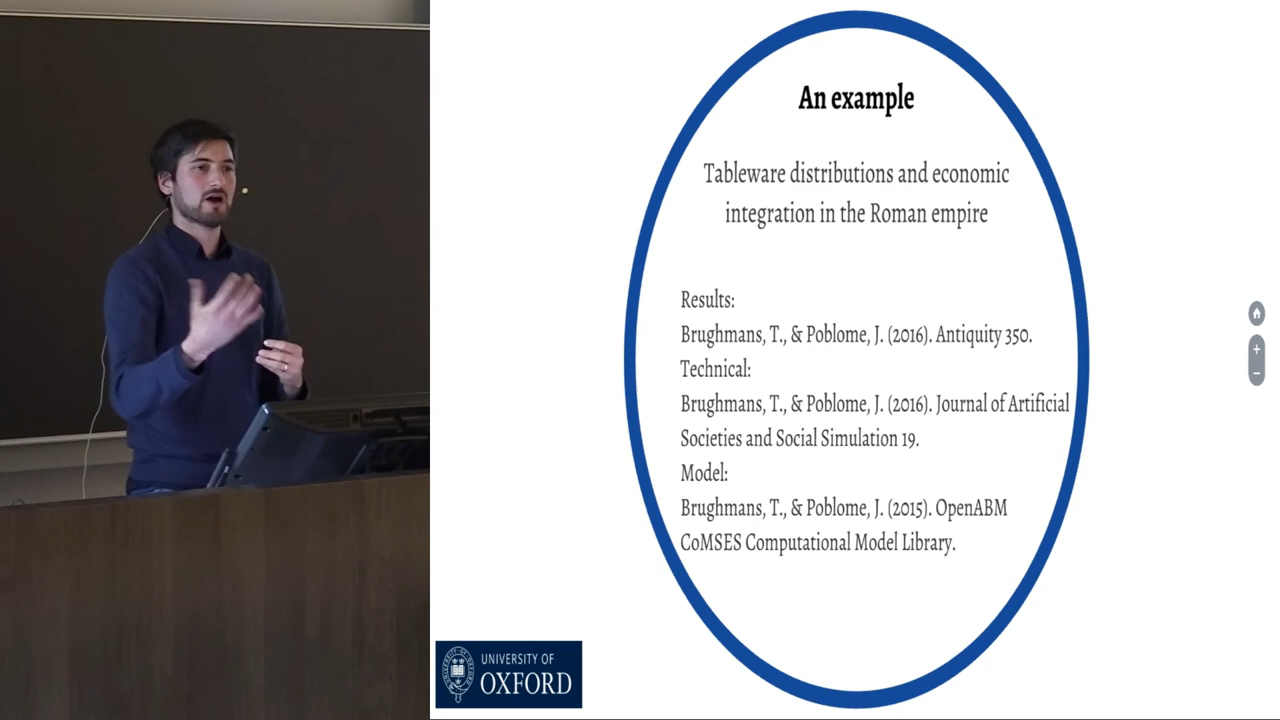 An example
Tableware distributions and economic
integration in the Roman empire
Results:
Brughmans, T., & Poblome, J. (2016). Antiquity 350.
Technical:
Brughmans, T., & Poblome, J. (2016). Journal of Artificial
Societies and Social Simulation 19.
Model:
Brughmans, T., & Poblome, J. (2015). OpenABM
CoMSES Computational Model Library.
UNIVERSITY OF
OXFORD